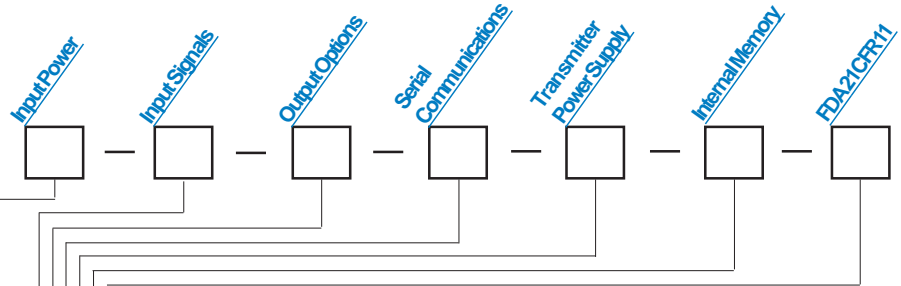 Input Power
Input Signals
Output Options
Serial
Communications
Transmitter
Power Supply
Internal Memory
FDA21CFR11